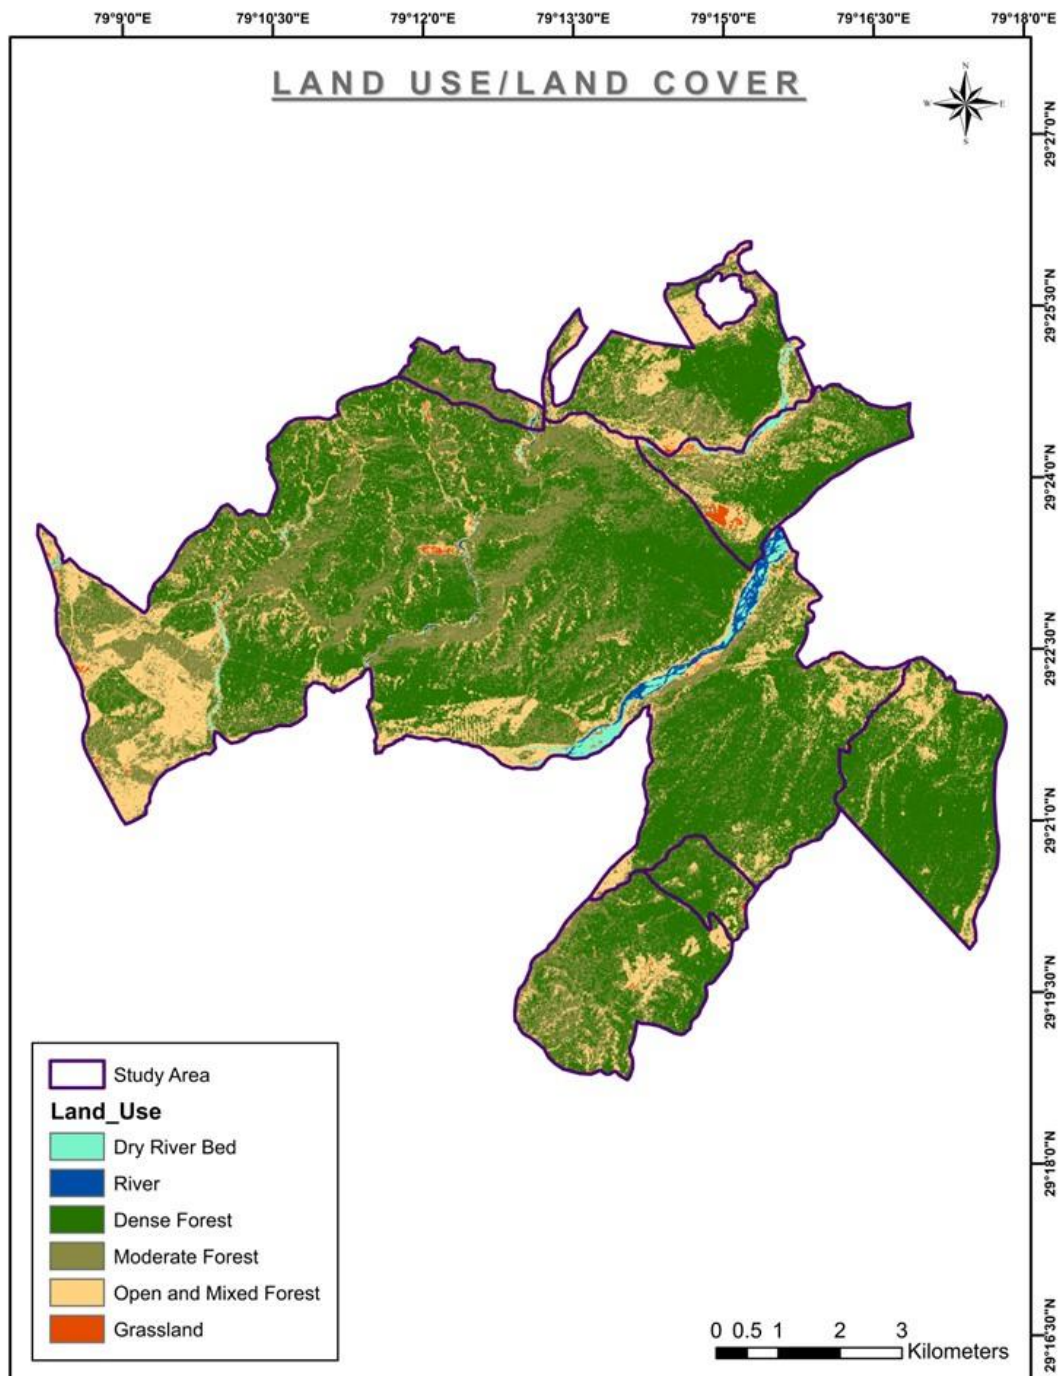 79°9'0"E 79°10'30"E 79°12'0"E 79°13'30"E 79°15'0"E 79°16'30"E 79°18'0"E
LAND USE/LAND COVER
N
W E
S
29°27'0"N
29°25'30"N
29°24'0"N
29°22'30"N
29°21'0"N
29°19'30"N
29°18'0"N
29°16'30"N
Study Area
Land_Use
Dry River Bed
River
Dense Forest
Moderate Forest
Open and Mixed Forest
Grassland
0 0.5 1 2 3
Kilometers